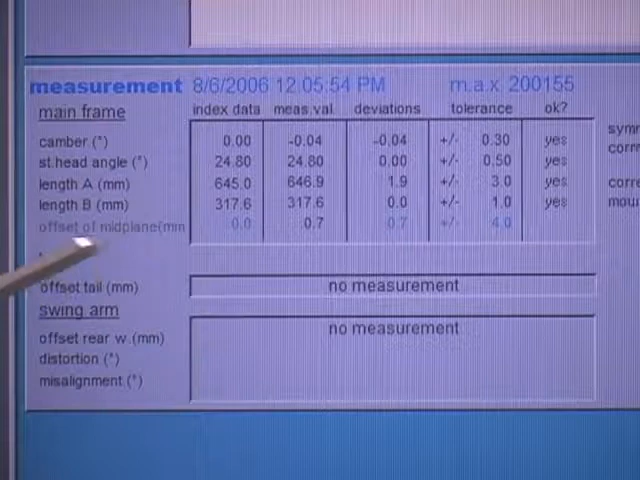 measurement 8/6/2006 12.05:54 PM m.a.x 200155
main frame index data meas.val deviations tolerance ok?
camber (°) 0.00 -0.04 -0.04 +/- 0.30 yes
st.head angle (°) 24.80 24.80 0.00 +/- 0.50 yes
length A (mm) 645.0 646.9 1.9 +/- 3.0 yes
length B (mm) 317.6 317.6 0.0 +/- 1.0 yes
offset of midplane(mm 0.0 0.7 0.7 +/- 4.0
offset tail (mm) no measurement
swing arm
no measurement
offset rear w.(mm)
distortion (°)
misalignment (°)